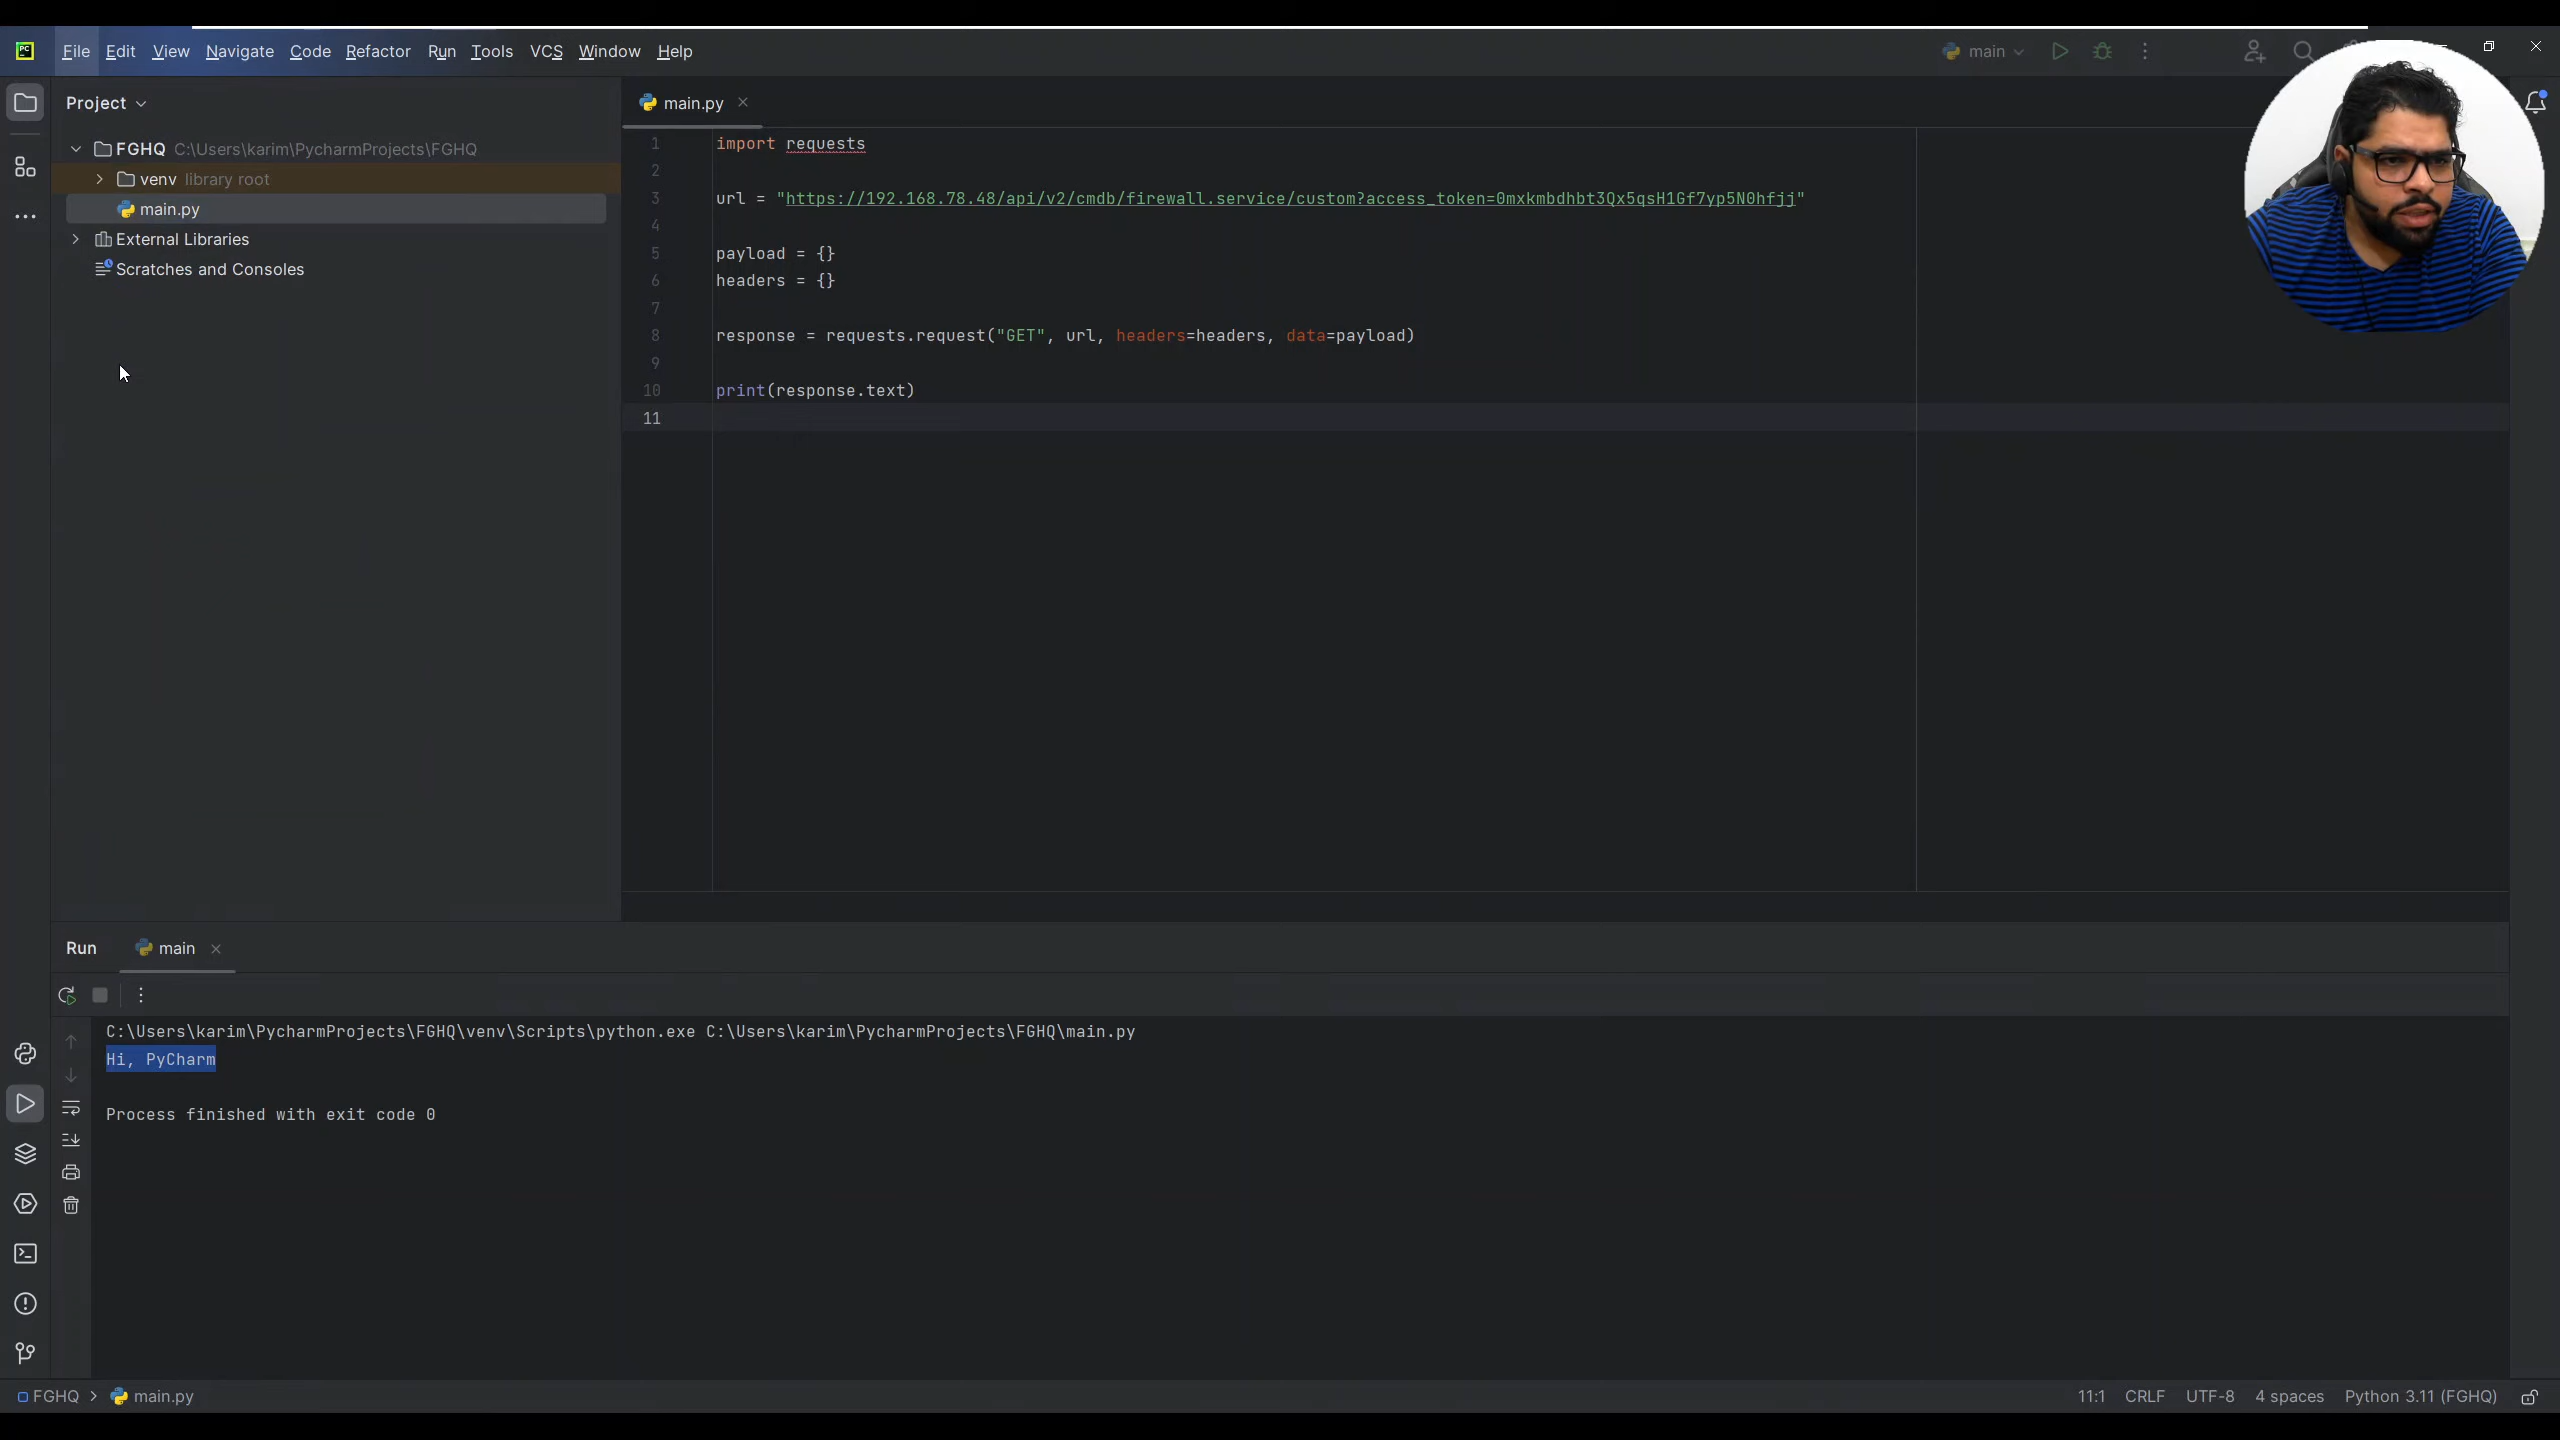 PC
File Edit View Navigate Code Refactor Run Tools VCS Window Help
main
Project
main.py
FGHQ C:\Users\karim\PycharmProjects\FGHQ
venv library root
main.py
External Libraries
Scratches and Consoles
1 import requests
2
3 url = "https://192.168.78.48/api/v2/cmdb/firewall.service/custom?access_token=0mxkmbdhbt3Qx5qsH1Gf7yp5N0hfjj"
4
5 payload = {}
6 headers = {}
7
8 response = requests.request("GET", url, headers=headers, data=payload)
9
10 print(response.text)
11
Run main
C:\Users\karim\PycharmProjects\FGHQ\venv\Scripts\python.exe C:\Users\karim\PycharmProjects\FGHQ\main.py
Hi, PyCharm
Process finished with exit code 0
FGHQ > main.py
11:1 CRLF UTF-8 4 spaces Python 3.11 (FGHQ)